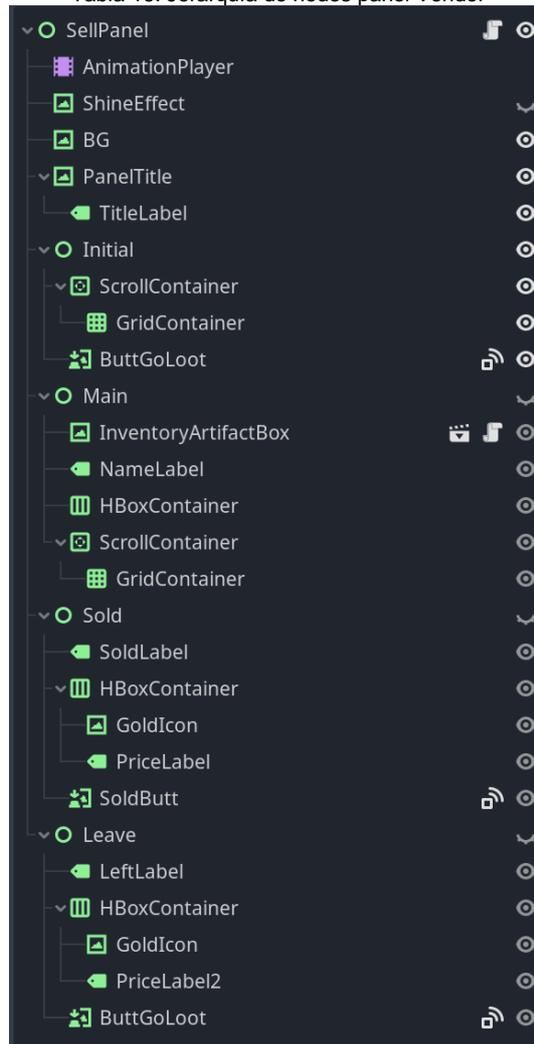 SellPanel
AnimationPlayer
ShineEffect
BG
PanelTitle
TitleLabel
Initial
ScrollContainer
GridContainer
ButtGoLoot
Main
InventoryArtifactBox
NameLabel
HBoxContainer
ScrollContainer
GridContainer
Sold
SoldLabel
HBoxContainer
GoldIcon
PriceLabel
SoldButt
Leave
LeftLabel
HBoxContainer
GoldIcon
PriceLabel2
ButtGoLoot